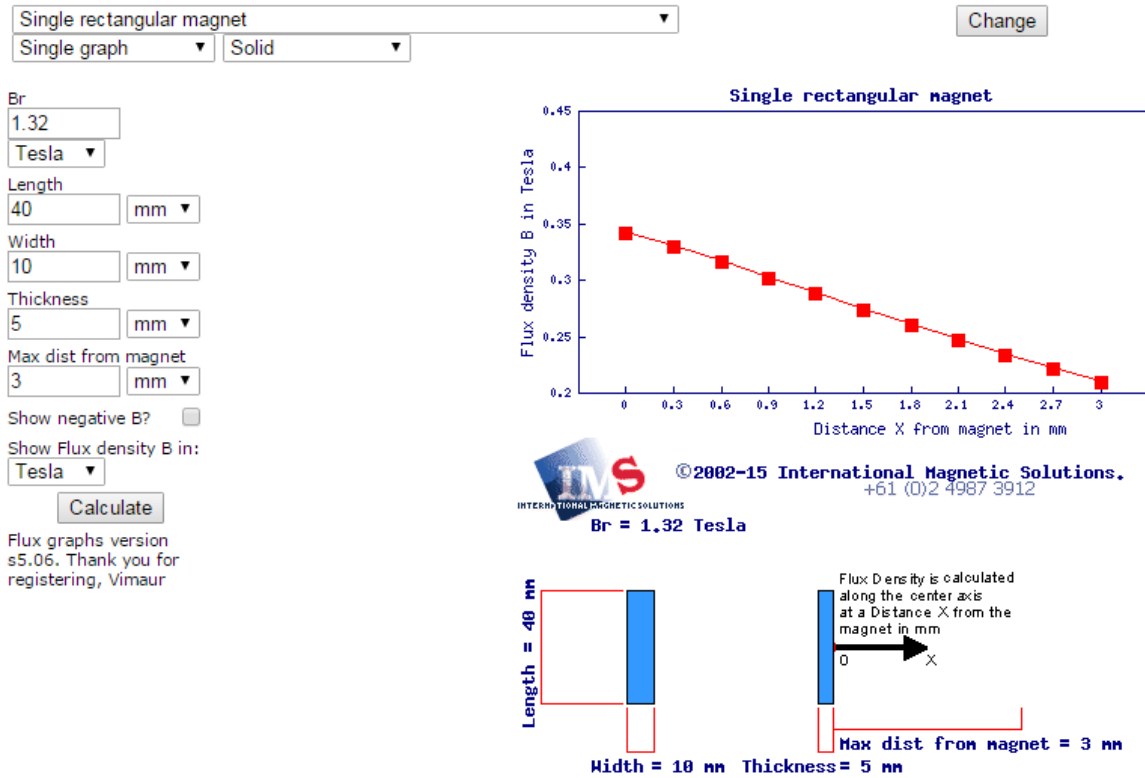 Single rectangular magnet
Change
Single graph Solid
Br
1.32
Tesla
Length
40 mm
Width
10 mm
Thickness
5 mm
Max dist from magnet
3 mm
Show negative B?
Show Flux density B in:
Tesla
Calculate
Flux graphs version
s5.06. Thank you for
registering, Vimaur
Single rectangular magnet
Flux density B in Tesla
0.45
0.4
0.35
0.3
0.25
0.2
0 0.3 0.6 0.9 1.2 1.5 1.8 2.1 2.4 2.7 3
Distance X from magnet in mm
IMS
INTERNATIONAL MAGNETIC SOLUTIONS
©2002-15 International Magnetic Solutions.
+61 (0)2 4987 3912
Br = 1.32 Tesla
Length = 40 mm
Flux Density is calculated
along the center axis
at a Distance X from the
magnet in mm
0 X
Max dist from magnet = 3 mm
Width = 10 mm Thickness= 5 mm